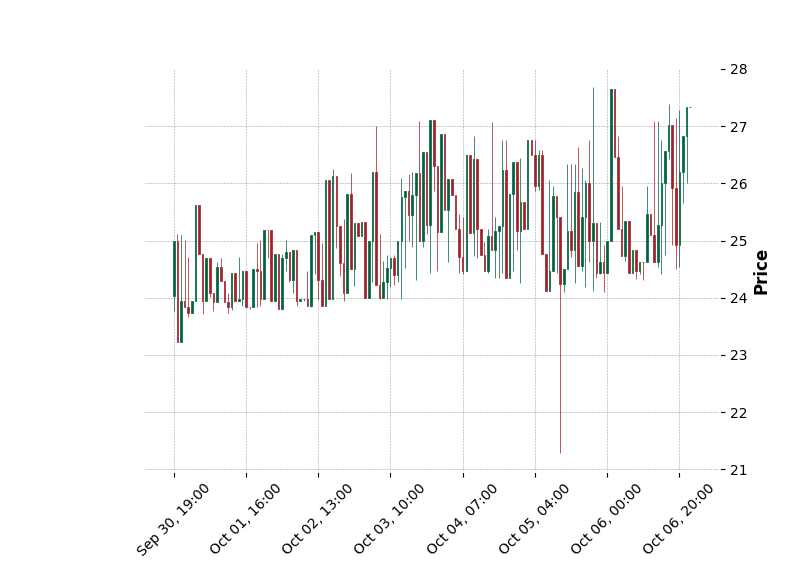 28
27
26
25
24
23
22
21
Price
Sep 30, 19:00
Oct 01, 16:00
Oct 02, 13:00
Oct 03, 10:00
Oct 04, 07:00
Oct 05, 04:00
Oct 06, 00:00
Oct 06, 20:00